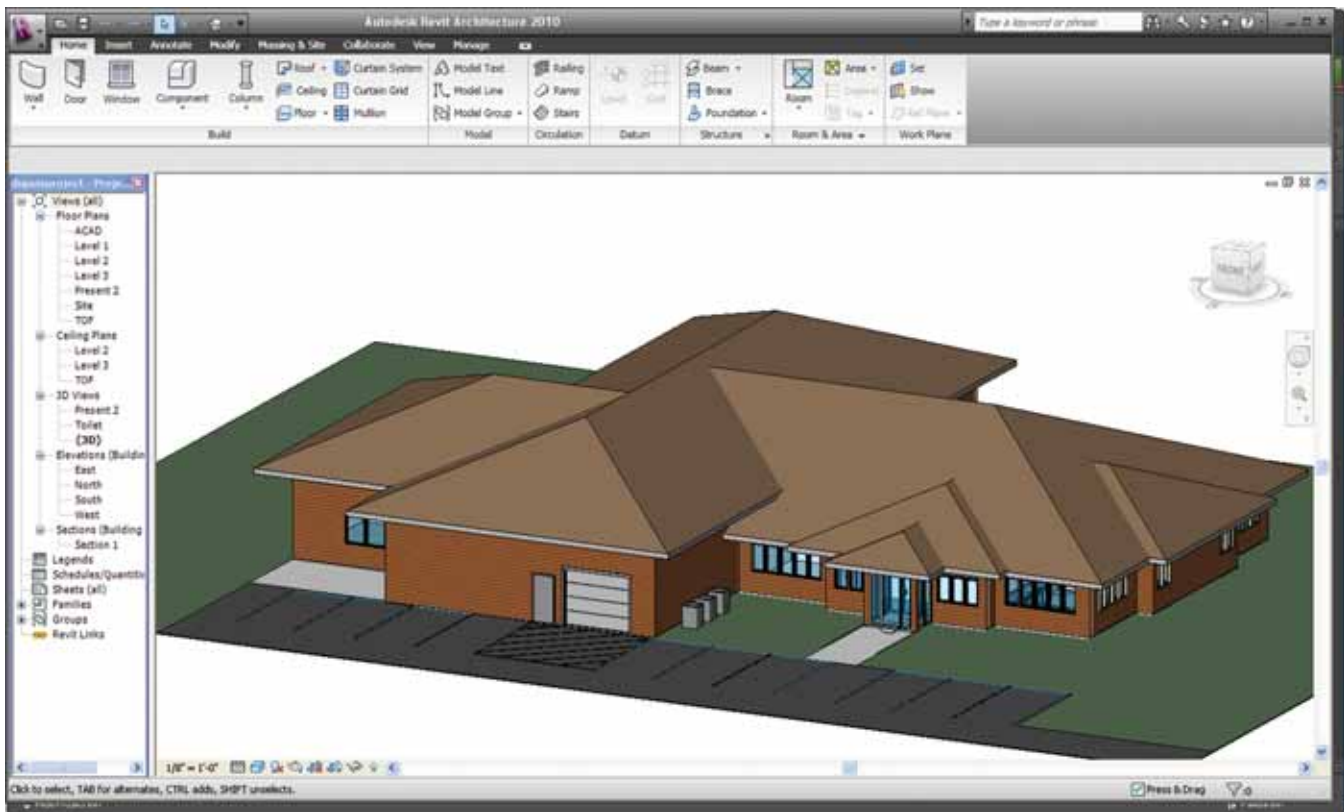 Autodesk Revit Architecture 2010
Type a keyword or phrase
Home Insert Annotate Modify Massing & Site Collaborate View Manage
Wall Door Window Component Column
Roof Curtain System
Ceiling Curtain Grid
Floor Mullion
Build
Model Text
Model Line
Model Group
Model
Railing
Ramp
Stairs
Circulation
Level Grid
Datum
Beam
Brace
Foundation
Structure
Room
Area
Legend
Tag
Room & Area
Set
Show
Ref Plane
Work Plane
Views (all)
Floor Plans
ACAD
Level 1
Level 2
Level 3
Present 2
Site
TOF
Ceiling Plans
Level 2
Level 3
TOF
3D Views
Present 2
Toilet
{3D}
Elevations (Buildin
East
North
South
West
Sections (Building
Section 1
Legends
Schedules/Quantiti
Sheets (all)
Families
Groups
Revit Links
FRONT
1/8" = 1'-0"
Click to select, TAB for alternates, CTRL adds, SHIFT unselects.
Press & Drag
:0